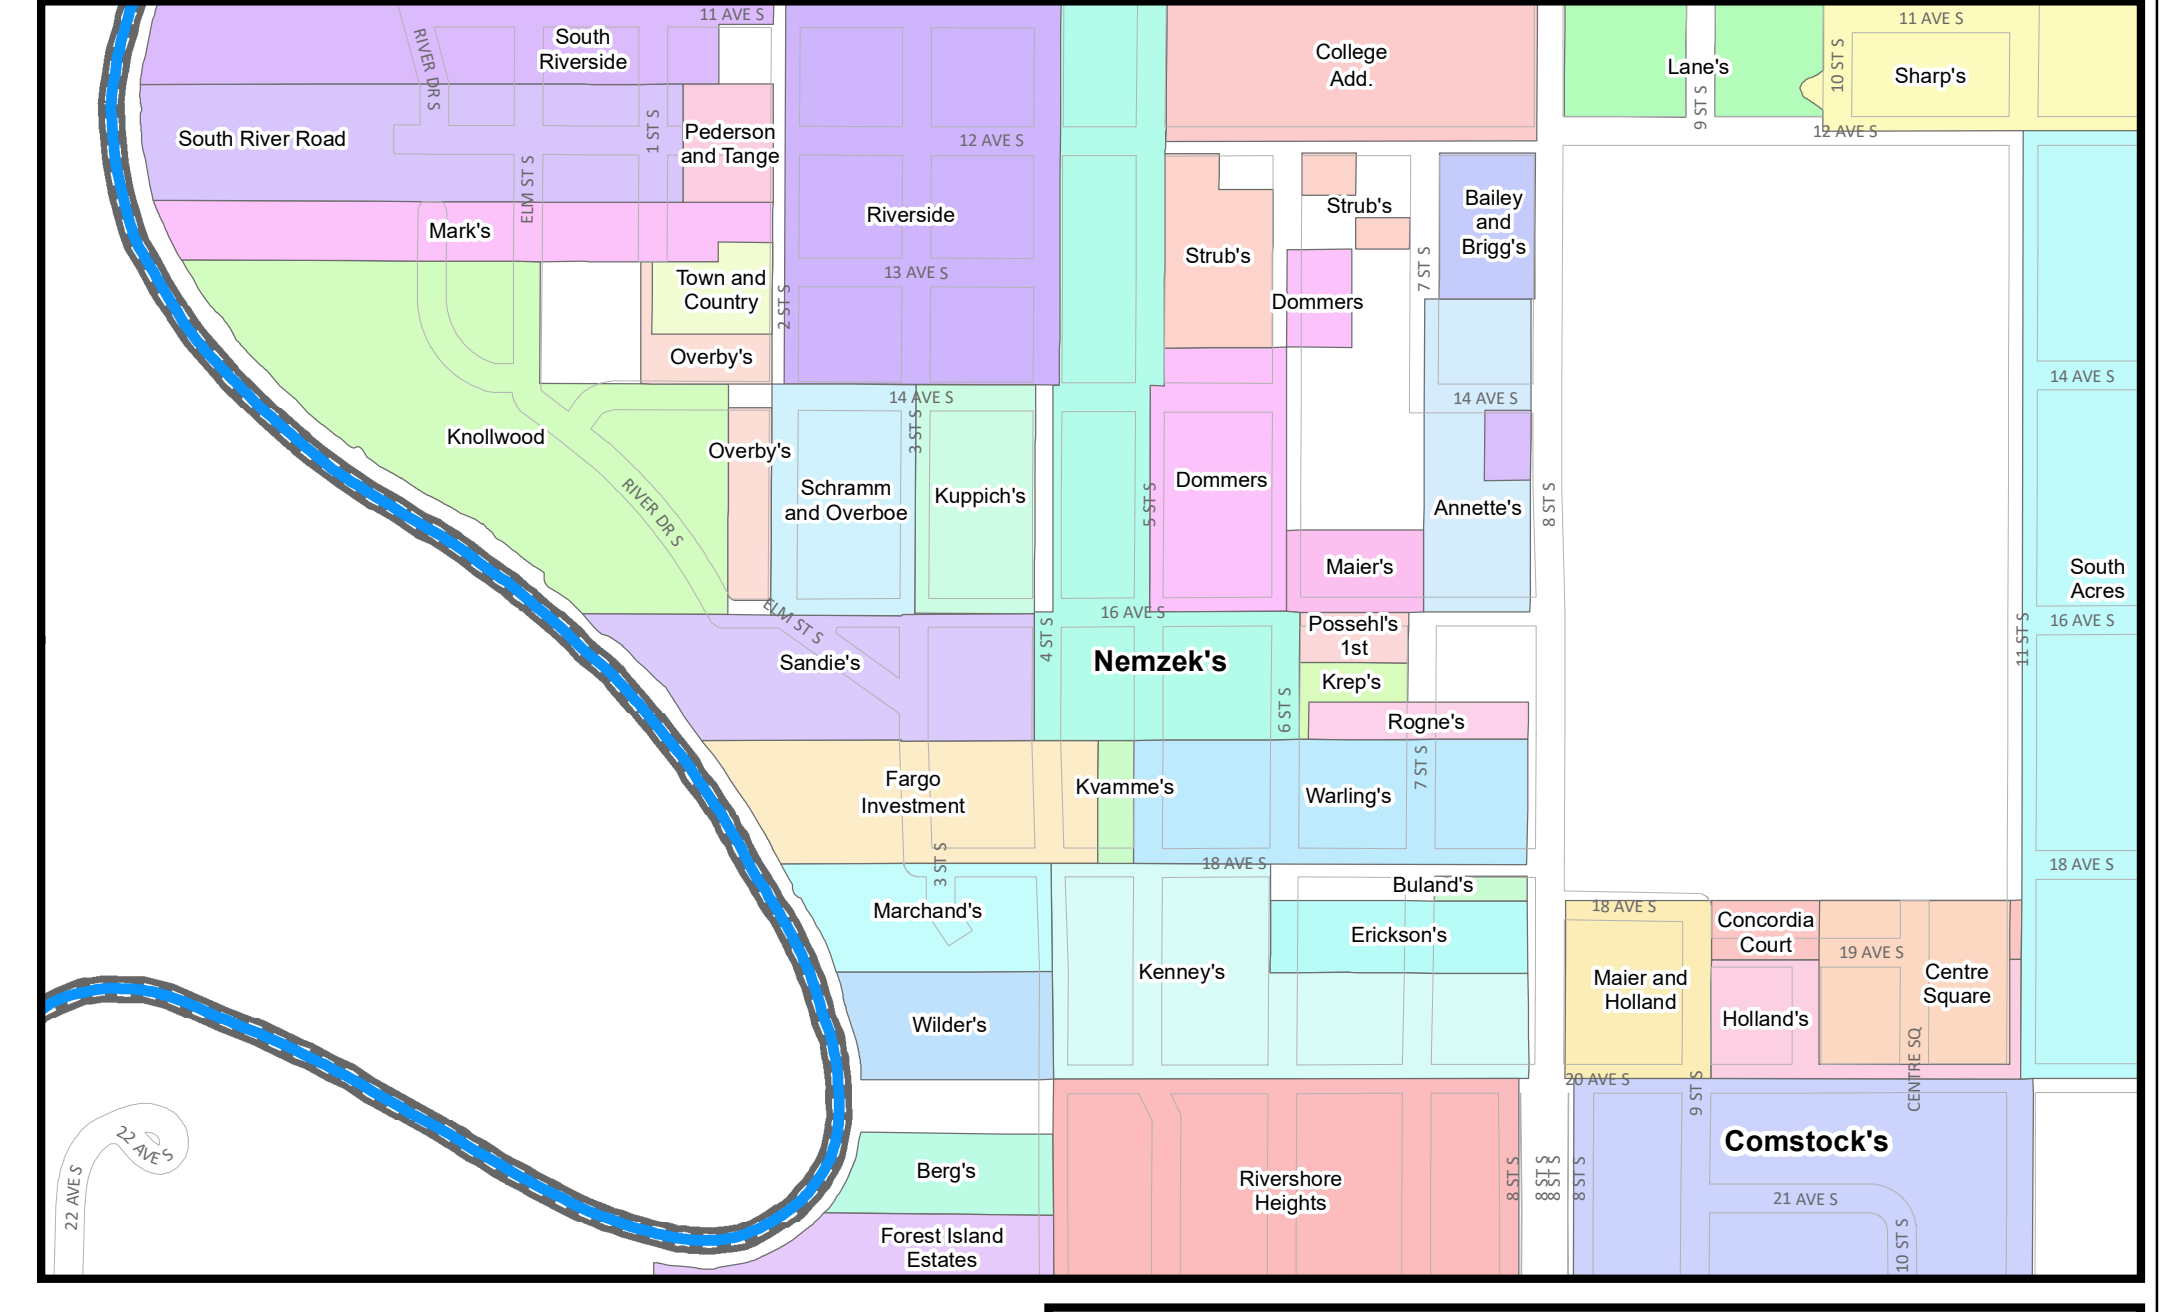 11 AVE S
South
Riverside
RIVER DR S
College
Add.
Lane's
9 ST S
10 ST S
11 AVE S
Sharp's
12 AVE S
South River Road
1 ST S
Pederson
and Tange
12 AVE S
ELM ST S
Mark's
Riverside
Strub's
Strub's
Bailey
and
Brigg's
Town and
Country
13 AVE S
2 ST S
Dommers
7 ST S
Overby's
14 AVE S
14 AVE S
14 AVE S
Knollwood
Overby's
3 ST S
Schramm
and Overboe
Kuppich's
RIVER DR S
5 ST S
Dommers
Annette's
8 ST S
Maier's
South
Acres
ELM ST S
16 AVE S
16 AVE S
4 ST S
11 ST S
Sandie's
Nemzek's
Possehl's
1st
Krep's
6 ST S
Rogne's
7 ST S
Fargo
Investment
Kvamme's
Warling's
3 ST S
18 AVE S
18 AVE S
Buland's
Marchand's
Erickson's
18 AVE S
Concordia
Court
19 AVE S
Kenney's
Maier and
Holland
Centre
Square
Wilder's
Holland's
CENTRE SQ
20 AVE S
9 ST S
22 AVE S
22 AVE S
Comstock's
Berg's
Rivershore
Heights
8 ST S
8 ST S
8 ST S
8 ST S
21 AVE S
10 ST S
Forest Island
Estates